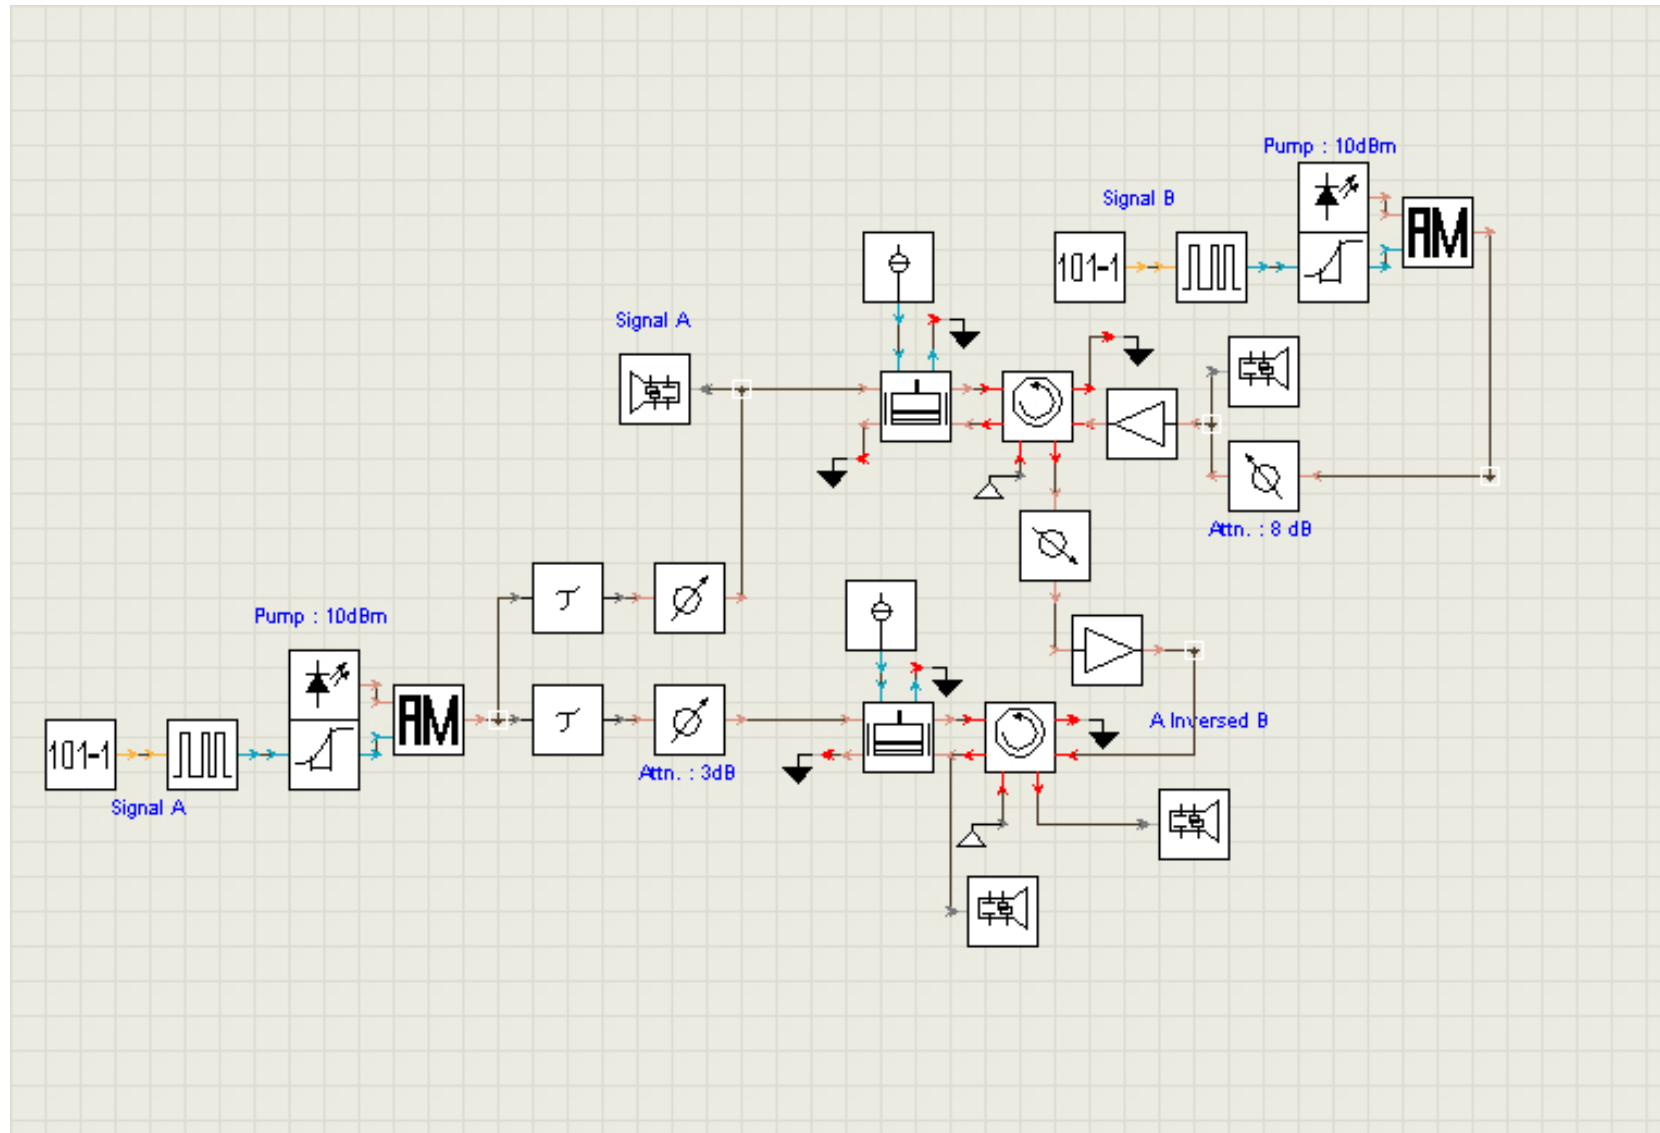 Pump : 10dBm
Signal B
101-1
AM
Signal A
Attn. : 8 dB
τ
Pump : 10dBm
AM
τ
A Inversed B
101-1
Attn. : 3dB
Signal A